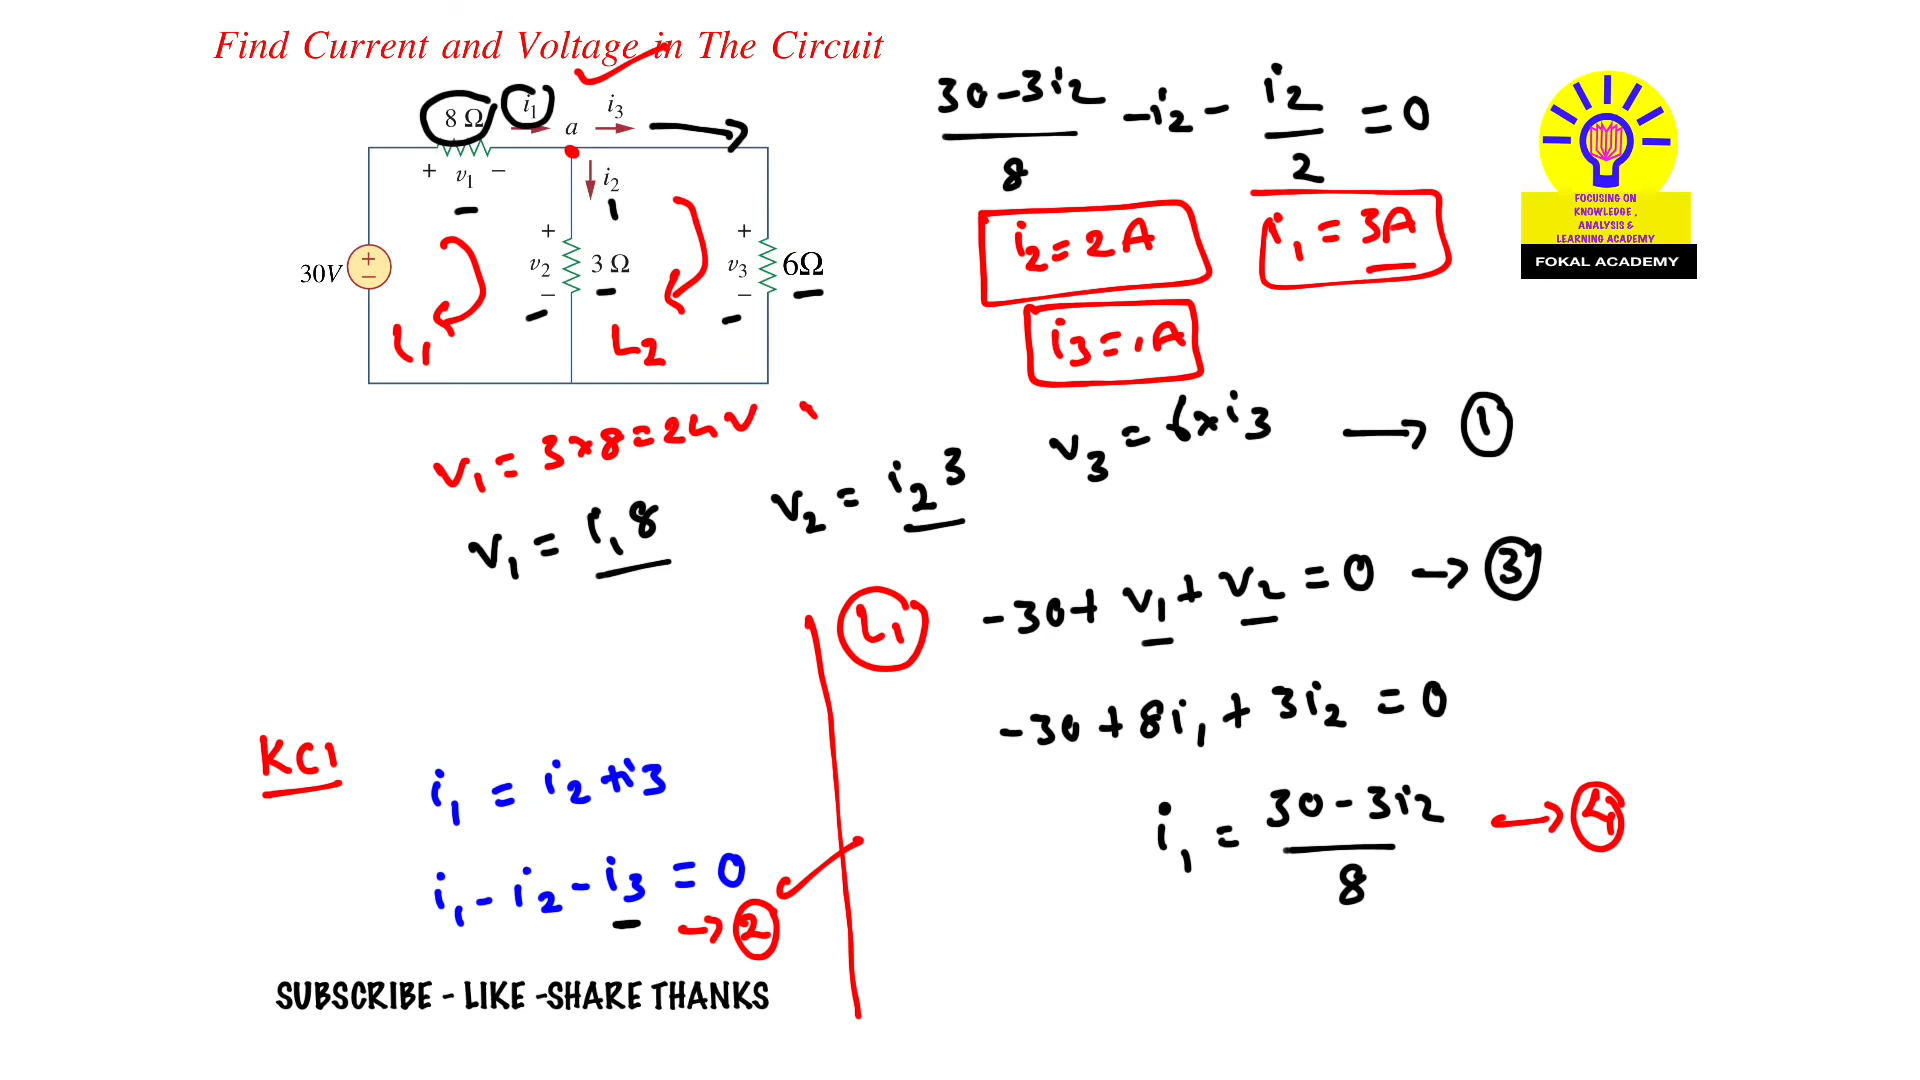 Find Current and Voltage in The Circuit
8 Ω i₁ a i₃
+ v₁ −
i₂
30V + −
+ v₂ − 3 Ω
+ v₃ − 6Ω
L₁ L₂
(30-3i₂)/8 - i₂ - i₂/2 = 0
i₂ = 2A
i₁ = 3A
i₃ = 1A
FOCUSING ON
KNOWLEDGE ,
ANALYSIS &
LEARNING ACADEMY
FOKAL ACADEMY
v₁ = 3×8 = 24V
v₁ = i₁8
v₂ = i₂3
v₃ = 6×i₃ → ①
L₁ -30 + v₁ + v₂ = 0 → ③
-30 + 8i₁ + 3i₂ = 0
i₁ = (30-3i₂)/8 → ④
KCl
i₁ = i₂ + i₃
i₁ - i₂ - i₃ = 0
→ ②
SUBSCRIBE - LIKE -SHARE THANKS